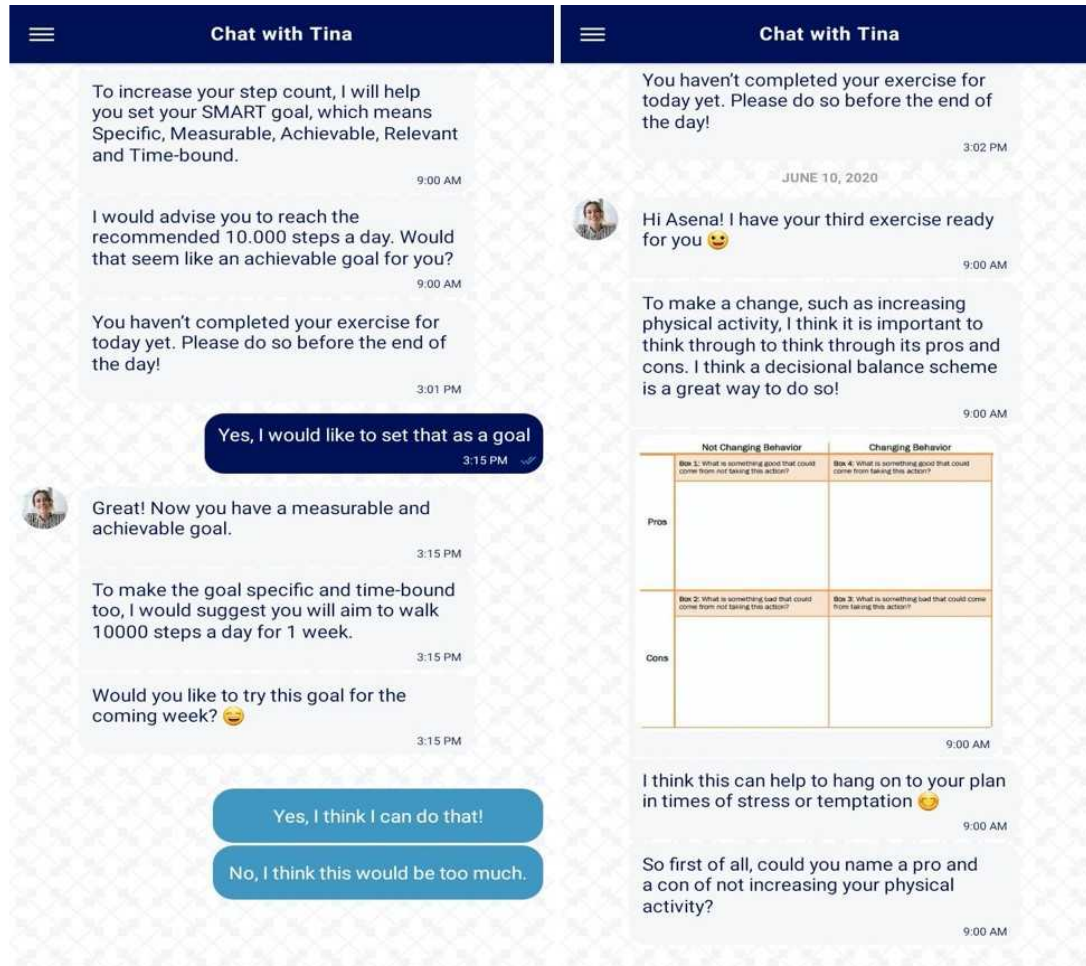 Chat with Tina
To increase your step count, I will help
you set your SMART goal, which means
Specific, Measurable, Achievable, Relevant
and Time-bound.
9:00 AM
I would advise you to reach the
recommended 10.000 steps a day. Would
that seem like an achievable goal for you?
9:00 AM
You haven't completed your exercise for
today yet. Please do so before the end of
the day!
3:01 PM
Yes, I would like to set that as a goal
3:15 PM
Great! Now you have a measurable and
achievable goal.
3:15 PM
To make the goal specific and time-bound
too, I would suggest you will aim to walk
10000 steps a day for 1 week.
3:15 PM
Would you like to try this goal for the
coming week?
3:15 PM
Yes, I think I can do that!
No, I think this would be too much.
Chat with Tina
You haven't completed your exercise for
today yet. Please do so before the end of
the day!
3:02 PM
JUNE 10, 2020
Hi Asena! I have your third exercise ready
for you
9:00 AM
To make a change, such as increasing
physical activity, I think it is important to
think through to think through its pros and
cons. I think a decisional balance scheme
is a great way to do so!
9:00 AM
Not Changing Behavior
Changing Behavior
Box 1: What is something good that could
come from not taking this action?
Box 4: What is something good that could
come from taking this action?
Pros
Box 2: What is something bad that could
come from not taking this action?
Box 3: What is something bad that could come
from taking this action?
Cons
9:00 AM
I think this can help to hang on to your plan
in times of stress or temptation
9:00 AM
So first of all, could you name a pro and
a con of not increasing your physical
activity?
9:00 AM